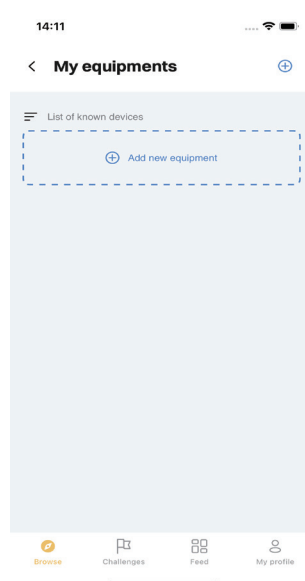 14:11
My equipments
List of known devices
Add new equipment
Browse
Challenges
Feed
My profile